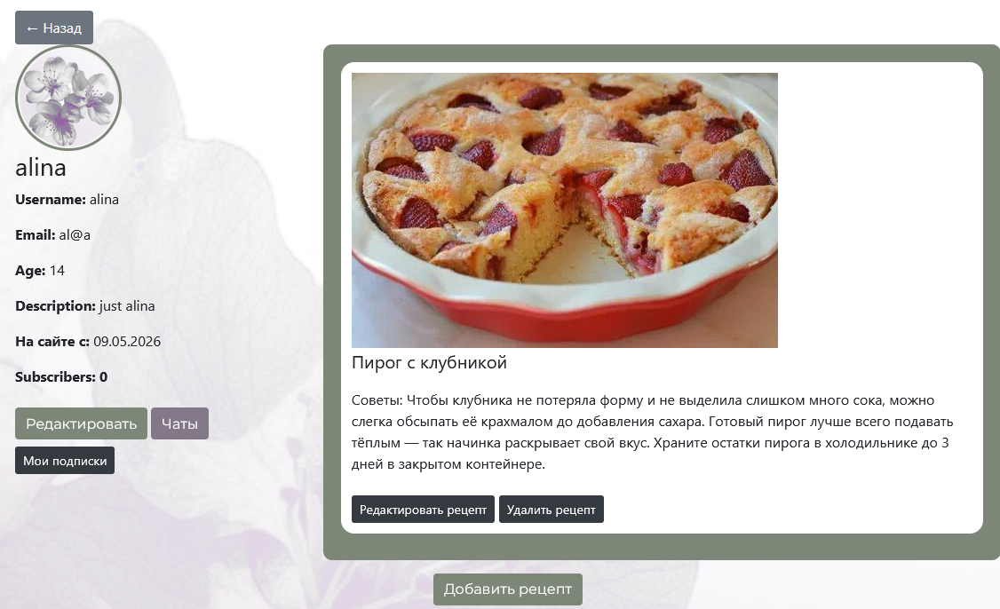 ← Назад
alina
Username: alina
Email: al@a
Age: 14
Description: just alina
На сайте с: 09.05.2026
Subscribers: 0
Редактировать Чаты
Мои подписки
Пирог с клубникой
Советы: Чтобы клубника не потеряла форму и не выделила слишком много сока, можно
слегка обсыпать её крахмалом до добавления сахара. Готовый пирог лучше всего подавать
тёплым — так начинка раскрывает свой вкус. Храните остатки пирога в холодильнике до 3
дней в закрытом контейнере.
Редактировать рецепт Удалить рецепт
Добавить рецепт